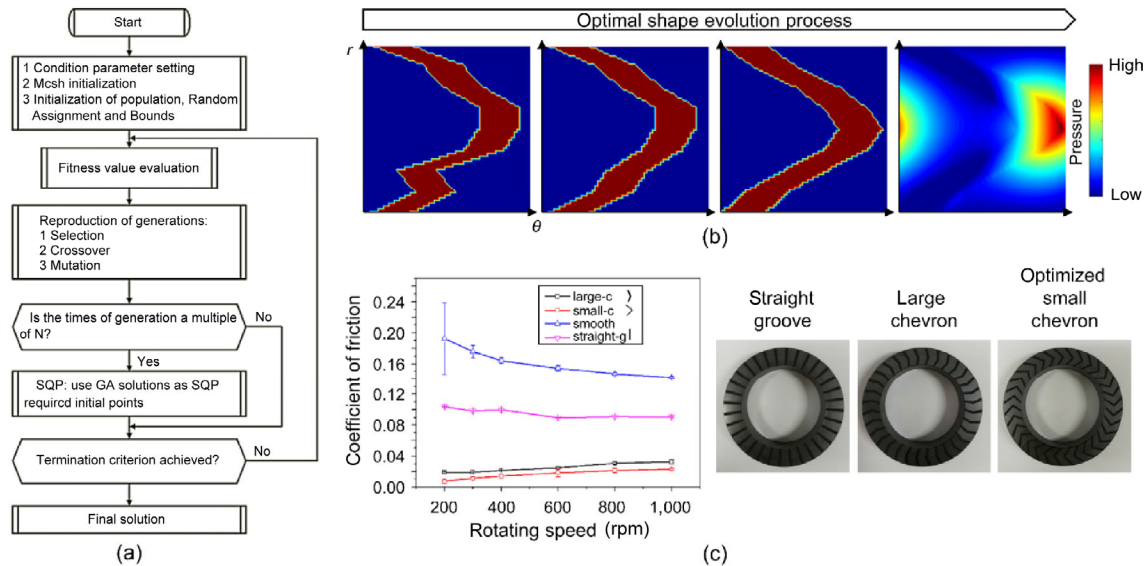 Start
1 Condition parameter setting
2 Mcsh initialization
3 Initialization of population, Random
Assignment and Bounds
Fitness value evaluation
Reproduction of generations:
1 Selection
2 Crossover
3 Mutation
Is the times of generation a multiple
of N?
No
Yes
SQP: use GA solutions as SQP
requircd initial points
Termination criterion achieved?
No
Final solution
(a)
Optimal shape evolution process
r
θ
High
Pressure
Low
(b)
Coefficient of friction
0.24
0.20
0.16
0.12
0.08
0.04
0.00
large-c
small-c
smooth
straight-gl
200 400 600 800 1,000
Rotating speed (rpm)
Straight
groove
Large
chevron
Optimized
small
chevron
(c)